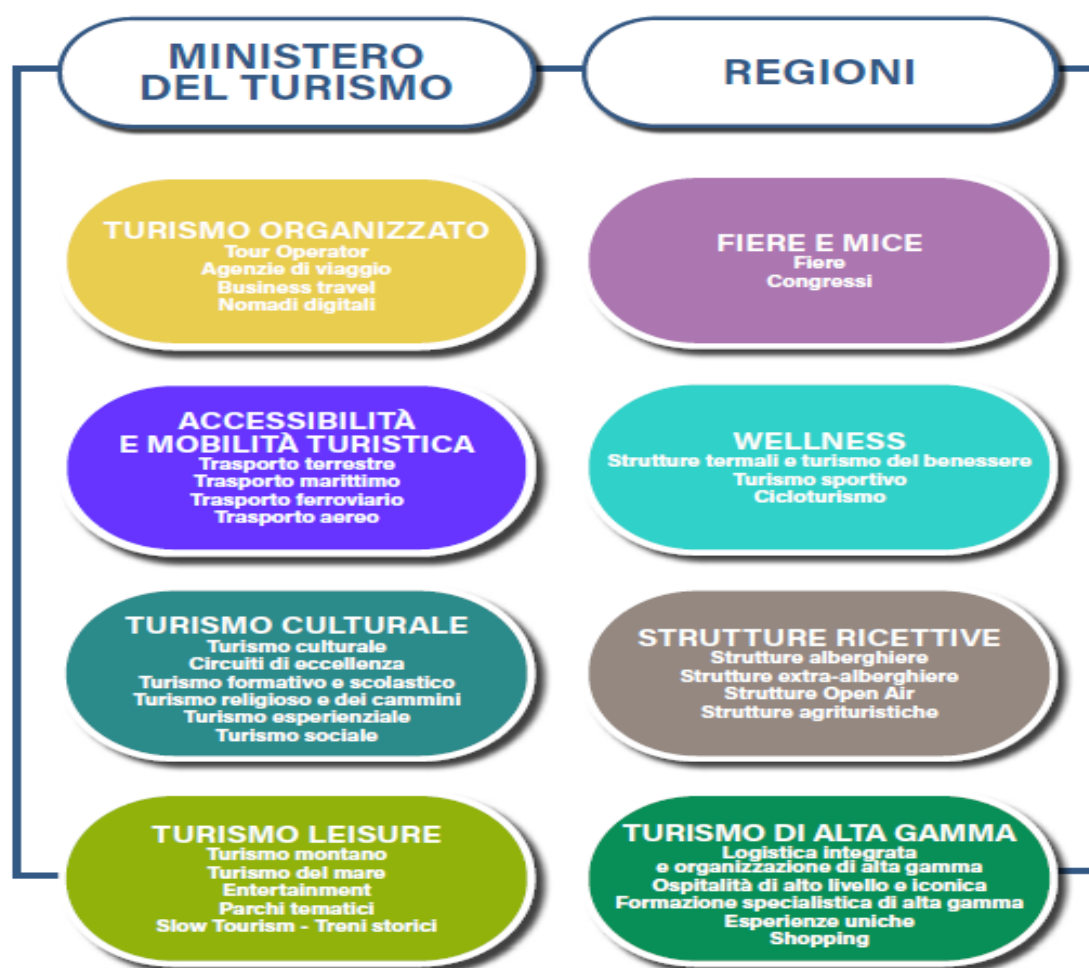 MINISTERO
DEL TURISMO
REGIONI
TURISMO ORGANIZZATO
Tour Operator
Agenzie di viaggio
Business travel
Nomadi digitali
FIERE E MICE
Fiere
Congressi
ACCESSIBILITÀ
E MOBILITÀ TURISTICA
Trasporto terrestre
Trasporto marittimo
Trasporto ferroviario
Trasporto aereo
WELLNESS
Strutture termali e turismo del benessere
Turismo sportivo
Cicloturismo
TURISMO CULTURALE
Turismo culturale
Circuiti di eccellenza
Turismo formativo e scolastico
Turismo religioso e dei cammini
Turismo esperienziale
Turismo sociale
STRUTTURE RICETTIVE
Strutture alberghiere
Strutture extra-alberghiere
Strutture Open Air
Strutture agrituristiche
TURISMO LEISURE
Turismo montano
Turismo del mare
Entertainment
Parchi tematici
Slow Tourism - Treni storici
TURISMO DI ALTA GAMMA
Logistica integrata
e organizzazione di alta gamma
Ospitalità di alto livello e iconica
Formazione specialistica di alta gamma
Esperienze uniche
Shopping